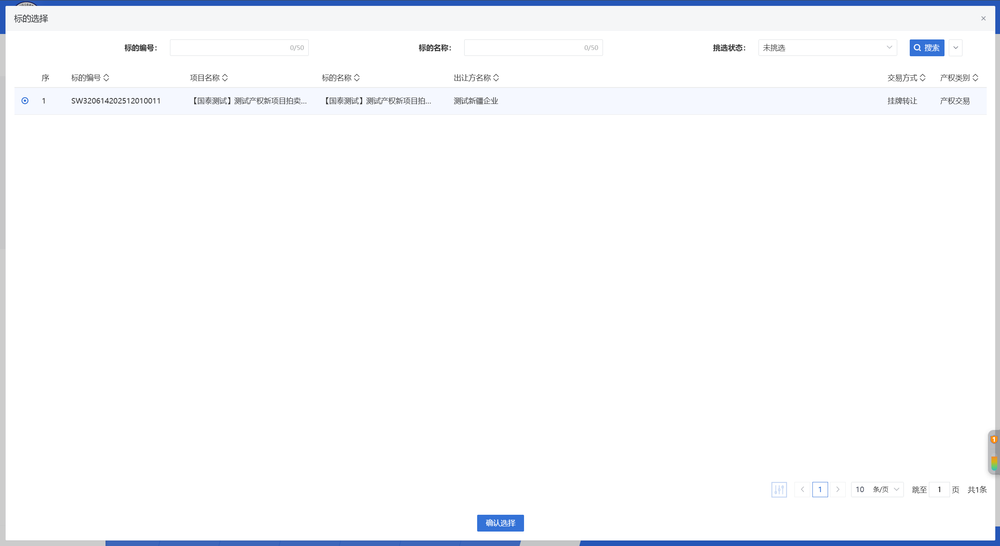 标的选择
标的编号： 0/50 标的名称： 0/50 挑选状态： 未挑选 搜索
序 标的编号 项目名称 标的名称 出让方名称 交易方式 产权类别
1 SW320614202512010011 【国泰测试】测试产权新项目拍卖... 【国泰测试】测试产权新项目拍... 测试新疆企业 挂牌转让 产权交易
1
1 10 条/页 跳至 1 页 共1条
确认选择